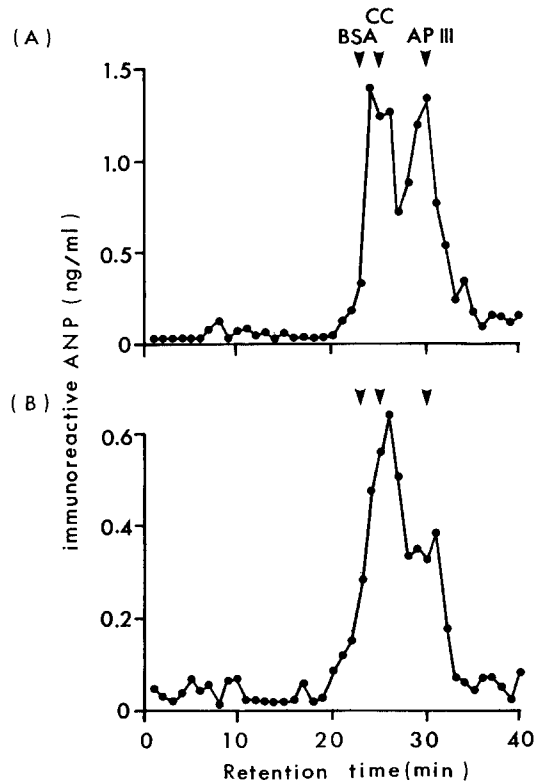 (A)
CC
BSA AP III
1.5
1.0
0.5
0
(B)
0.6
0.4
0.2
0
immunoreactive ANP (ng/ml)
0 10 20 30 40
Retention time(min)